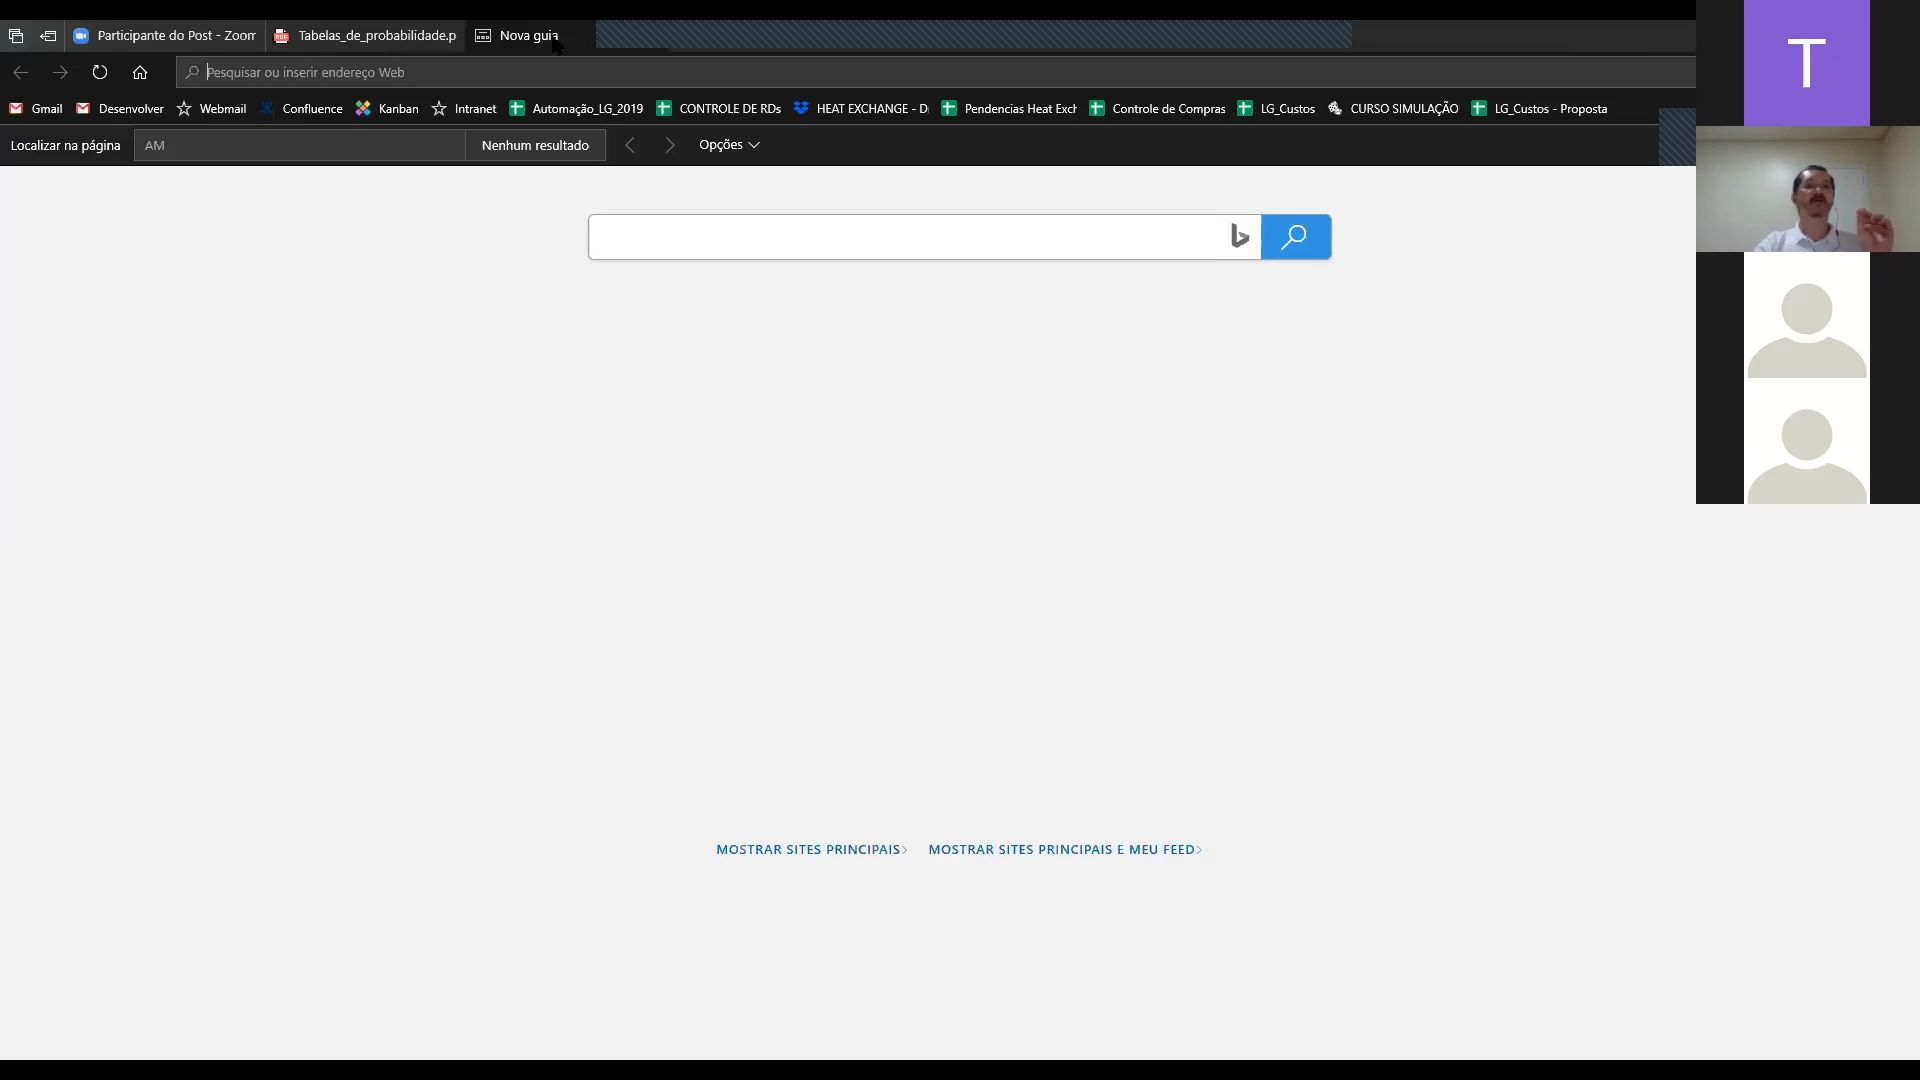 Participante do Post - Zoom
Tabelas_de_probabilidade.p
Nova guia
T
Pesquisar ou inserir endereço Web
Gmail
Desenvolver
Webmail
Confluence
Kanban
Intranet
Automação_LG_2019
CONTROLE DE RDs
HEAT EXCHANGE - D
Pendencias Heat Exch
Controle de Compras
LG_Custos
CURSO SIMULAÇÃO
LG_Custos - Proposta
Localizar na página
AM
Nenhum resultado
Opções
MOSTRAR SITES PRINCIPAIS
MOSTRAR SITES PRINCIPAIS E MEU FEED